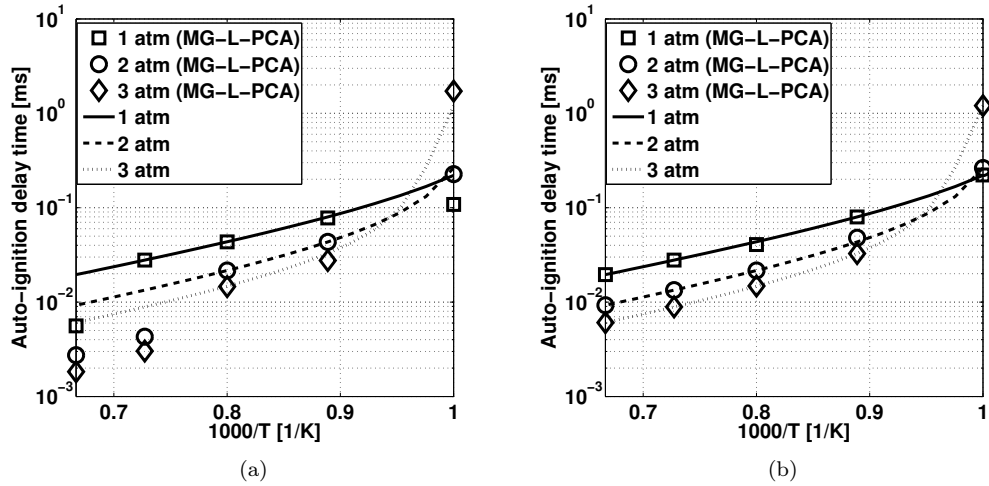 10^1
10^0
10^−1
10^−2
10^−3
Auto−ignition delay time [ms]
1 atm (MG−L−PCA)
2 atm (MG−L−PCA)
3 atm (MG−L−PCA)
1 atm
2 atm
3 atm
0.7 0.8 0.9 1
1000/T [1/K]
(a)
10^1
10^0
10^−1
10^−2
10^−3
Auto−ignition delay time [ms]
1 atm (MG−L−PCA)
2 atm (MG−L−PCA)
3 atm (MG−L−PCA)
1 atm
2 atm
3 atm
0.7 0.8 0.9 1
1000/T [1/K]
(b)